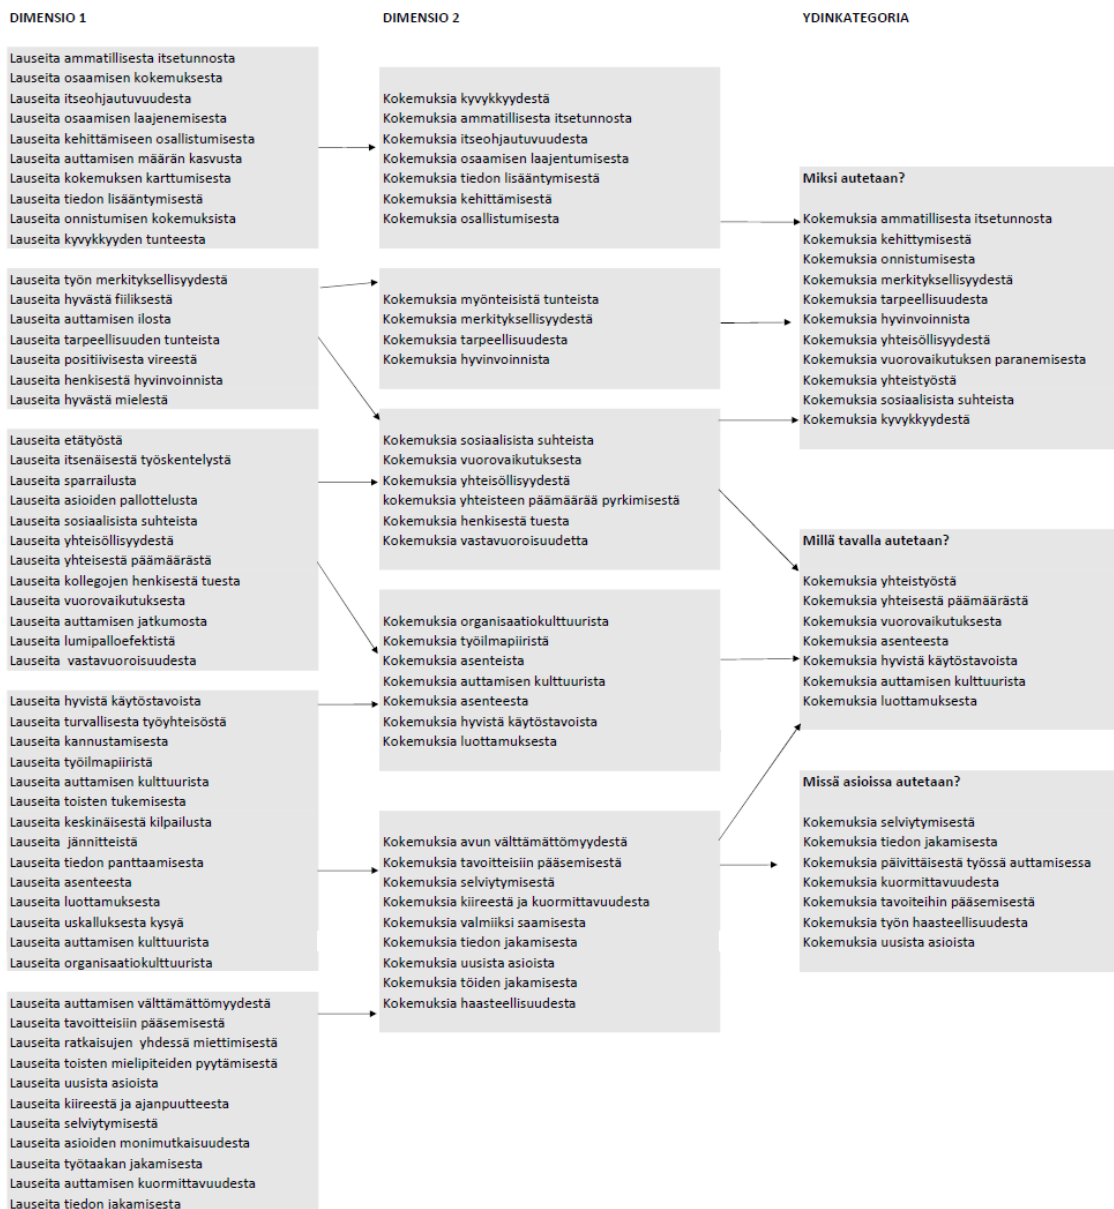 DIMENSIO 1
Lauseita ammatillisesta itsetunnosta
Lauseita osaamisen kokemuksesta
Lauseita itseohjautuvuudesta
Lauseita osaamisen laajenemisesta
Lauseita kehittämiseen osallistumisesta
Lauseita auttamisen määrän kasvusta
Lauseita kokemuksen karttumisesta
Lauseita tiedon lisääntymisestä
Lauseita onnistumisen kokemuksista
Lauseita kyvykkyyden tunteesta
Lauseita työn merkityksellisyydestä
Lauseita hyvästä fiiliksestä
Lauseita auttamisen ilosta
Lauseita tarpeellisuuden tunteista
Lauseita positiivisesta vireestä
Lauseita henkisestä hyvinvoinnista
Lauseita hyvästä mielestä
Lauseita etätyöstä
Lauseita itsenäisestä työskentelystä
Lauseita sparrailusta
Lauseita asioiden pallottelusta
Lauseita sosiaalisista suhteista
Lauseita yhteisöllisyydestä
Lauseita yhteisestä päämäärästä
Lauseita kollegojen henkisestä tuesta
Lauseita vuorovaikutuksesta
Lauseita auttamisen jatkumosta
Lauseita lumipalloefektistä
Lauseita vastavuoroisuudesta
Lauseita hyvistä käytöstavoista
Lauseita turvallisesta työyhteisöstä
Lauseita kannustamisesta
Lauseita työilmapiiristä
Lauseita auttamisen kulttuurista
Lauseita toisten tukemisesta
Lauseita keskinäisestä kilpailusta
Lauseita jännitteistä
Lauseita tiedon panttaamisesta
Lauseita asenteesta
Lauseita luottamuksesta
Lauseita uskalluksesta kysyä
Lauseita auttamisen kulttuurista
Lauseita organisaatiokulttuurista
Lauseita auttamisen välttämättömyydestä
Lauseita tavoitteisiin pääsemisestä
Lauseita ratkaisujen yhdessä miettimisestä
Lauseita toisten mielipiteiden pyytämisestä
Lauseita uusista asioista
Lauseita kiireestä ja ajanpuutteesta
Lauseita selviytymisestä
Lauseita asioiden monimutkaisuudesta
Lauseita työtaakan jakamisesta
Lauseita auttamisen kuormittavuudesta
Lauseita tiedon jakamisesta
DIMENSIO 2
Kokemuksia kyvykkyydestä
Kokemuksia ammatillisesta itsetunnosta
Kokemuksia itseohjautuvuudesta
Kokemuksia osaamisen laajentumisesta
Kokemuksia tiedon lisääntymisestä
Kokemuksia kehittämisestä
Kokemuksia osallistumisesta
Kokemuksia myönteisistä tunteista
Kokemuksia merkityksellisyydestä
Kokemuksia tarpeellisuudesta
Kokemuksia hyvinvoinnista
Kokemuksia sosiaalisista suhteista
Kokemuksia vuorovaikutuksesta
Kokemuksia yhteisöllisyydestä
kokemuksia yhteisteen päämäärää pyrkimisestä
Kokemuksia henkisestä tuesta
Kokemuksia vastavuoroisuudetta
Kokemuksia organisaatiokulttuurista
Kokemuksia työilmapiiristä
Kokemuksia asenteista
Kokemuksia auttamisen kulttuurista
Kokemuksia asenteesta
Kokemuksia hyvistä käytöstavoista
Kokemuksia luottamuksesta
Kokemuksia avun välttämättömyydestä
Kokemuksia tavoitteisiin pääsemisestä
Kokemuksia selviytymisestä
Kokemuksia kiireestä ja kuormittavuudesta
Kokemuksia valmiiksi saamisesta
Kokemuksia tiedon jakamisesta
Kokemuksia uusista asioista
Kokemuksia töiden jakamisesta
Kokemuksia haasteellisuudesta
YDINKATEGORIA
Miksi autetaan?
Kokemuksia ammatillisesta itsetunnosta
Kokemuksia kehittymisestä
Kokemuksia onnistumisesta
Kokemuksia merkityksellisyydestä
Kokemuksia tarpeellisuudesta
Kokemuksia hyvinvoinnista
Kokemuksia yhteisöllisyydestä
Kokemuksia vuorovaikutuksen paranemisesta
Kokemuksia yhteistyöstä
Kokemuksia sosiaalisista suhteista
Kokemuksia kyvykkyydestä
Millä tavalla autetaan?
Kokemuksia yhteistyöstä
Kokemuksia yhteisestä päämäärästä
Kokemuksia vuorovaikutuksesta
Kokemuksia asenteesta
Kokemuksia hyvistä käytöstavoista
Kokemuksia auttamisen kulttuurista
Kokemuksia luottamuksesta
Missä asioissa autetaan?
Kokemuksia selviytymisestä
Kokemuksia tiedon jakamisesta
Kokemuksia päivittäisestä työssä auttamisessa
Kokemuksia kuormittavuudesta
Kokemuksia tavoiteihin pääsemisestä
Kokemuksia työn haasteellisuudesta
Kokemuksia uusista asioista